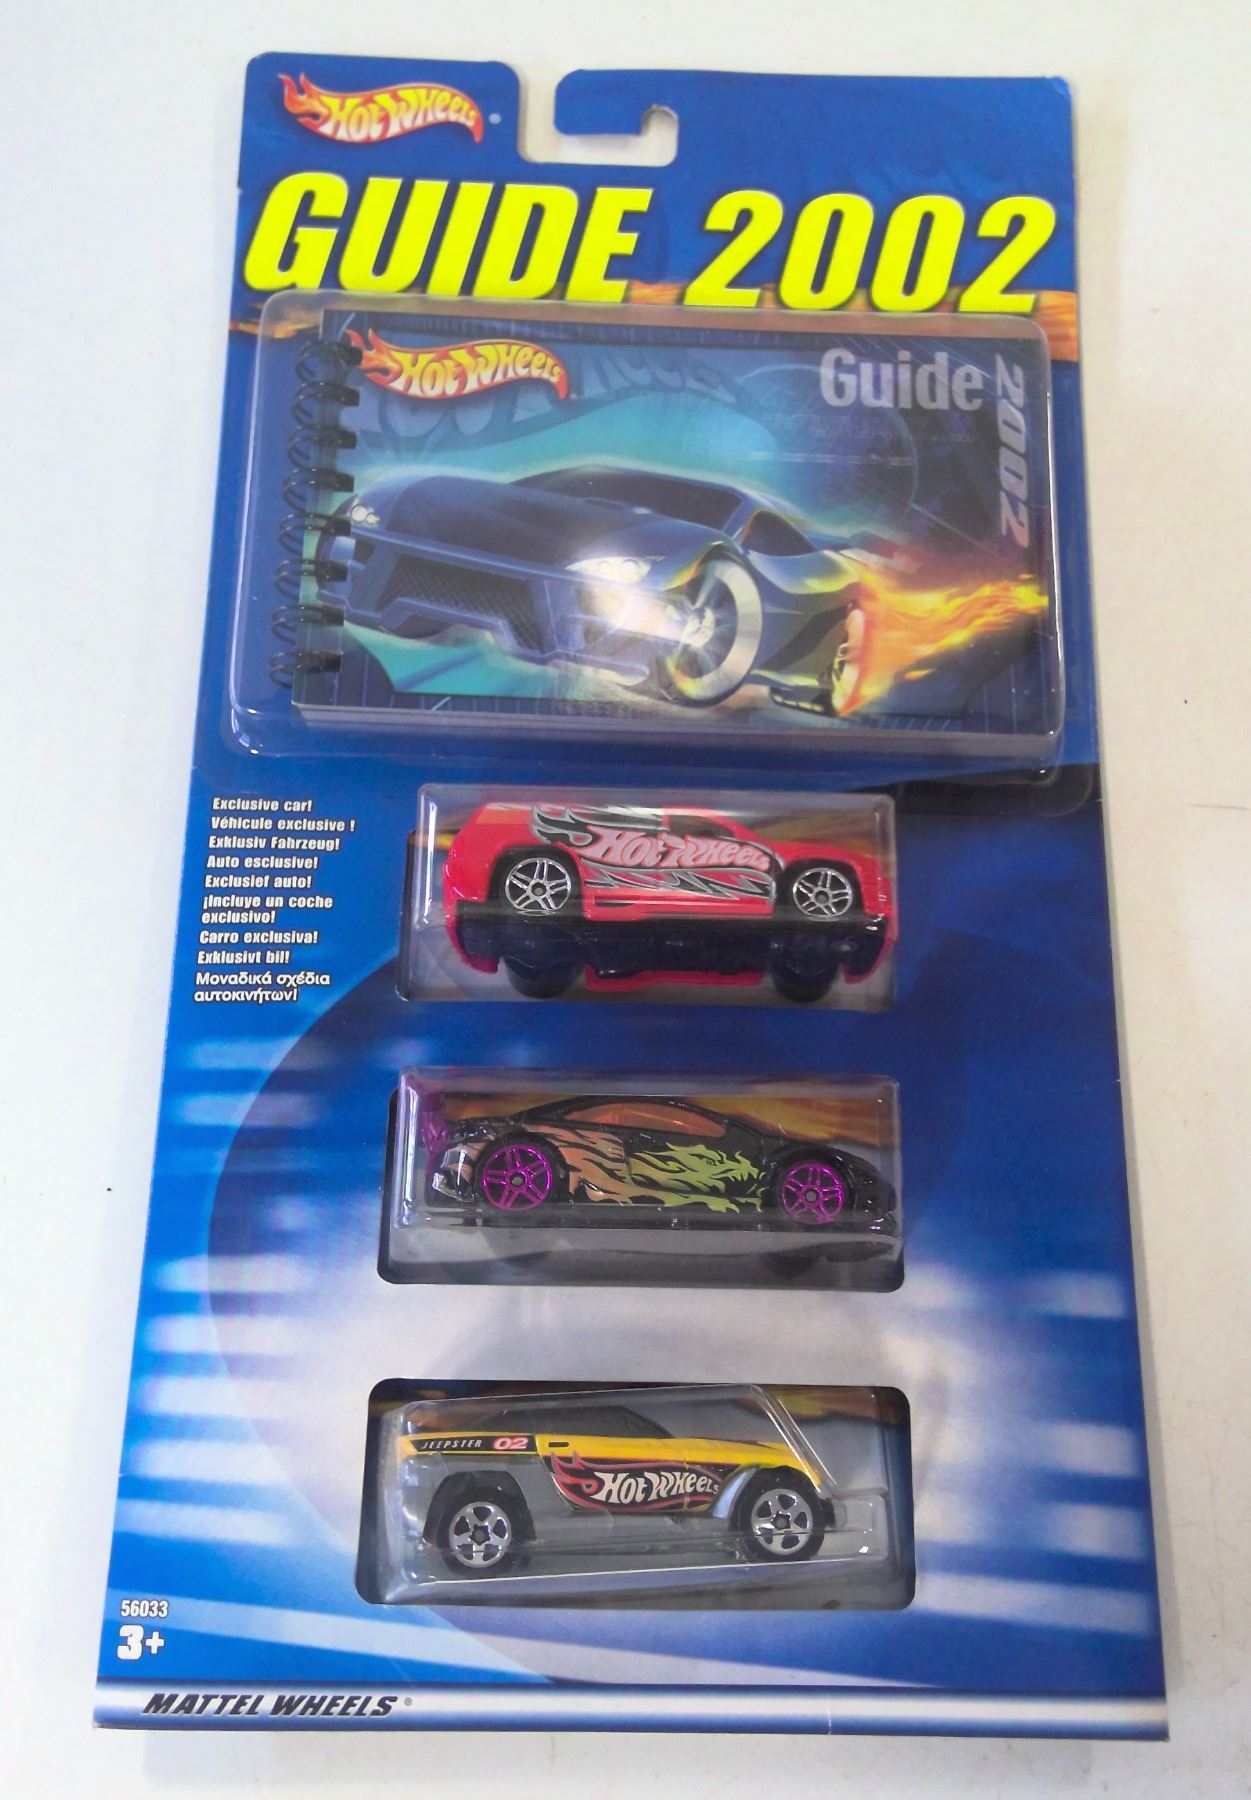 Hot Wheels ®
GUIDE 2002
Hot Wheels
Guide
2002
Exclusive car!
Véhicule exclusive !
Exklusiv Fahrzeug!
Auto esclusive!
Exclusief auto!
¡Incluye un coche
exclusivo!
Carro exclusiva!
Exklusivt bil!
Μοναδικά σχέδια
αυτοκινήτων!
Hot Wheels
JEEPSTER 02
Hot Wheels
56033
3+
MATTEL WHEELS®